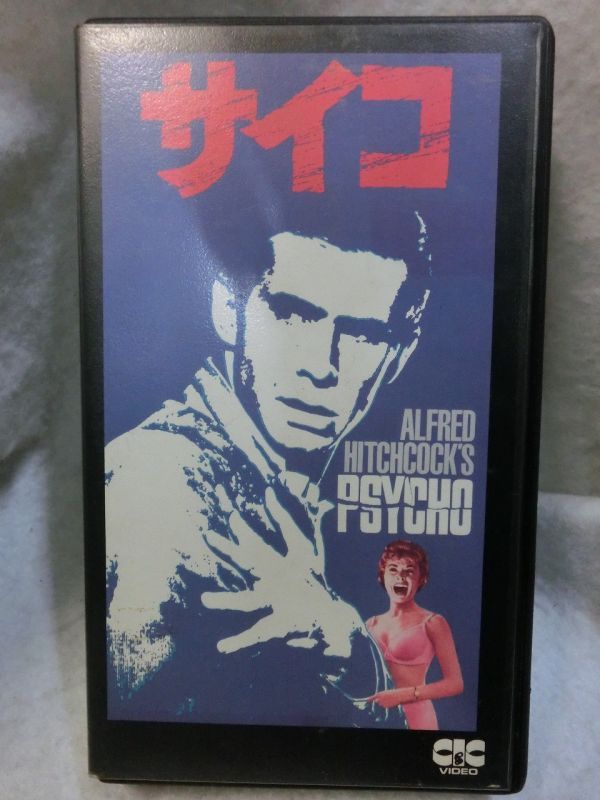 サイコ
ALFRED
HITCHCOCK'S
PSYCHO
CIC
VIDEO